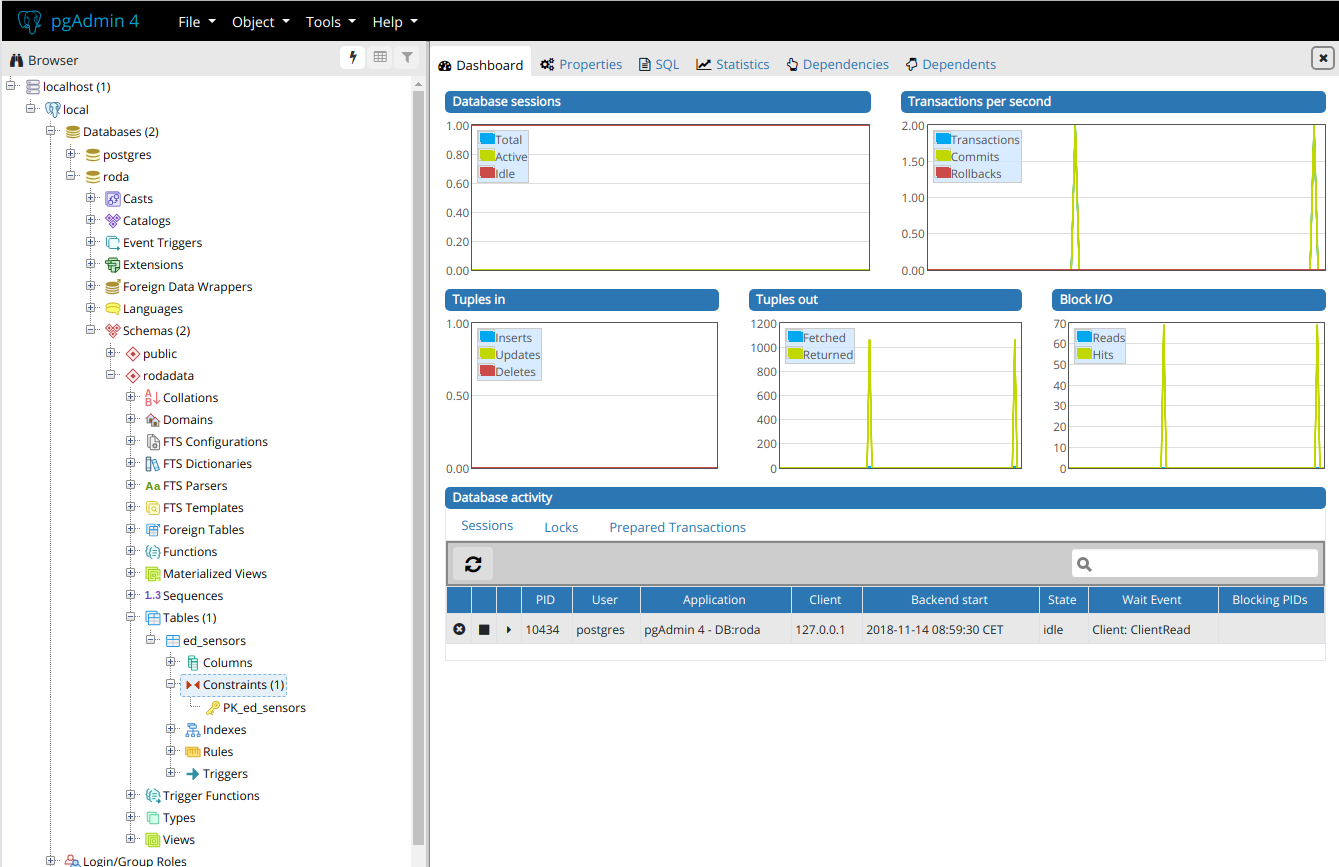 pgAdmin 4 File Object Tools Help
Browser
localhost (1)
local
Databases (2)
postgres
roda
Casts
Catalogs
Event Triggers
Extensions
Foreign Data Wrappers
Languages
Schemas (2)
public
rodadata
Collations
Domains
FTS Configurations
FTS Dictionaries
Aa FTS Parsers
FTS Templates
Foreign Tables
Functions
Materialized Views
1..3 Sequences
Tables (1)
ed_sensors
Columns
Constraints (1)
PK_ed_sensors
Indexes
Rules
Triggers
Trigger Functions
Types
Views
Login/Group Roles
Dashboard Properties SQL Statistics Dependencies Dependents
Database sessions
1.00
0.80
0.60
0.40
0.20
0.00
Total
Active
Idle
Transactions per second
2.00
1.50
1.00
0.50
0.00
Transactions
Commits
Rollbacks
Tuples in
1.00
0.50
0.00
Inserts
Updates
Deletes
Tuples out
1200
1000
800
600
400
200
0
Fetched
Returned
Block I/O
70
60
50
40
30
20
10
0
Reads
Hits
Database activity
Sessions Locks Prepared Transactions
PID User Application Client Backend start State Wait Event Blocking PIDs
10434 postgres pgAdmin 4 - DB:roda 127.0.0.1 2018-11-14 08:59:30 CET idle Client: ClientRead